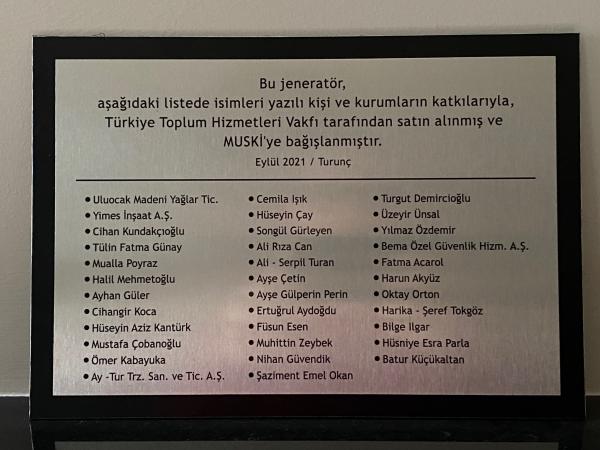 Bu jeneratör,
aşağıdaki listede isimleri yazılı kişi ve kurumların katkılarıyla,
Türkiye Toplum Hizmetleri Vakfı tarafından satın alınmış ve
MUSKİ'ye bağışlanmıştır.
Eylül 2021 / Turunç
• Uluocak Madeni Yağlar Tic.
• Yimes İnşaat A.Ş.
• Cihan Kundakçıoğlu
• Tülin Fatma Günay
• Mualla Poyraz
• Halil Mehmetoğlu
• Ayhan Güler
• Cihangir Koca
• Hüseyin Aziz Kantürk
• Mustafa Çobanoğlu
• Ömer Kabayuka
• Ay -Tur Trz. San. ve Tic. A.Ş.
• Cemila Işık
• Hüseyin Çay
• Songül Gürleyen
• Ali Rıza Can
• Ali - Serpil Turan
• Ayşe Çetin
• Ayşe Gülperin Perin
• Ertuğrul Aydoğdu
• Füsun Esen
• Muhittin Zeybek
• Nihan Güvendik
• Şaziment Emel Okan
• Turgut Demircioğlu
• Üzeyir Ünsal
• Yılmaz Özdemir
• Bema Özel Güvenlik Hizm. A.Ş.
• Fatma Acarol
• Harun Akyüz
• Oktay Orton
• Harika - Şeref Tokgöz
• Bilge Ilgar
• Hüsniye Esra Parla
• Batur Küçükaltan